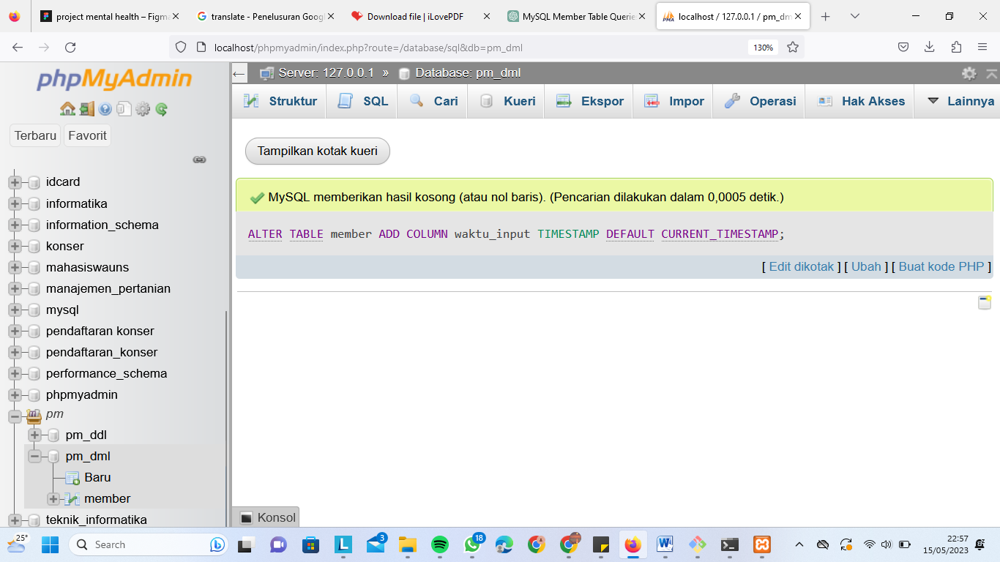 project mental health – Figma
translate - Penelusuran Goog
Download file | iLovePDF
MySQL Member Table Querie
localhost / 127.0.0.1 / pm_dm
localhost/phpmyadmin/index.php?route=/database/sql&db=pm_dml
130%
phpMyAdmin
Terbaru
Favorit
idcard
informatika
information_schema
konser
mahasiswauns
manajemen_pertanian
mysql
pendaftaran konser
pendaftaran_konser
performance_schema
phpmyadmin
pm
pm_ddl
pm_dml
Baru
member
teknik_informatika
Server: 127.0.0.1 » Database: pm_dml
Struktur
SQL
Cari
Kueri
Ekspor
Impor
Operasi
Hak Akses
Lainnya
Tampilkan kotak kueri
MySQL memberikan hasil kosong (atau nol baris). (Pencarian dilakukan dalam 0,0005 detik.)
ALTER TABLE member ADD COLUMN waktu_input TIMESTAMP DEFAULT CURRENT_TIMESTAMP;
[ Edit dikotak ] [ Ubah ] [ Buat kode PHP ]
Konsol
25°
Search
3
18
22:57
15/05/2023